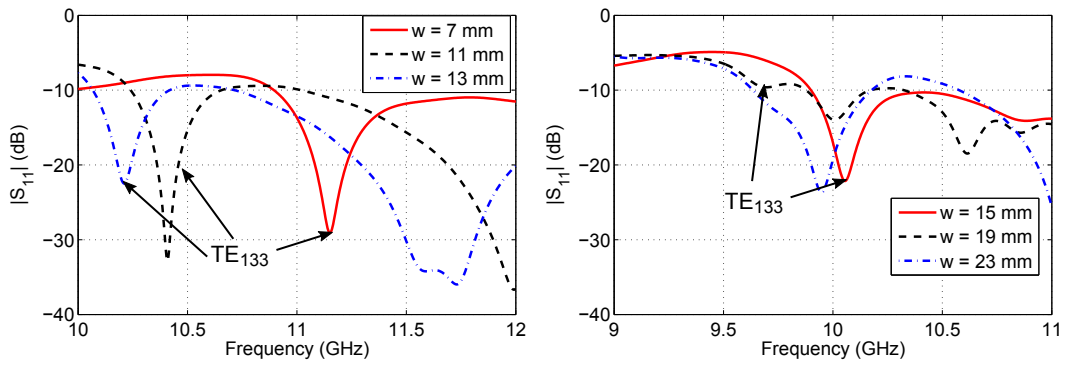 0
−10
−20
−30
−40
|S11| (dB)
10
10.5
11
11.5
12
Frequency (GHz)
w = 7 mm
w = 11 mm
w = 13 mm
TE133
0
−10
−20
−30
−40
|S11| (dB)
9
9.5
10
10.5
11
Frequency (GHz)
TE133
w = 15 mm
w = 19 mm
w = 23 mm